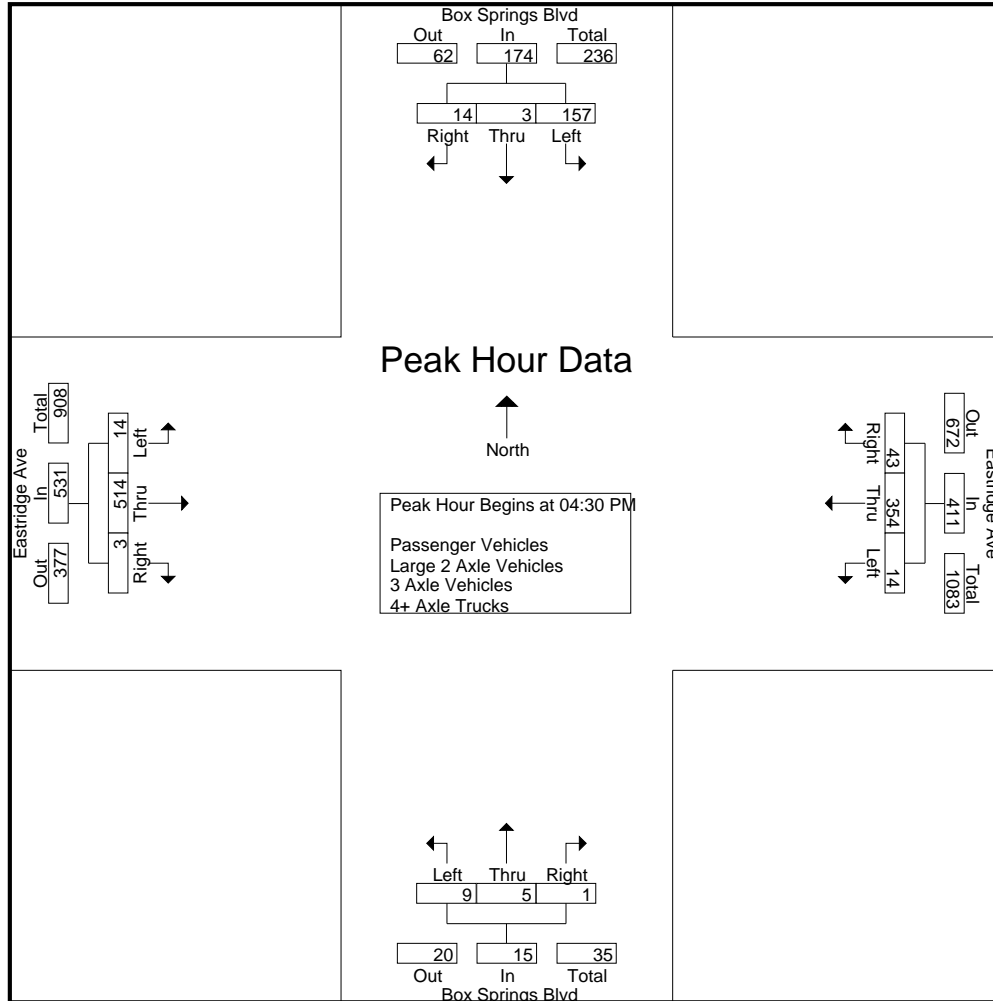 Box Springs Blvd
Out In Total
62 174 236
14 3 157
Right Thru Left
Peak Hour Data
North
Peak Hour Begins at 04:30 PM
Passenger Vehicles
Large 2 Axle Vehicles
3 Axle Vehicles
4+ Axle Trucks
Eastridge Ave
Out In Total
377 531 908
Right Thru Left
3 514 14
Eastridge Ave
Out In Total
672 411 1083
Right Thru Left
43 354 14
Left Thru Right
9 5 1
20 15 35
Out In Total
Box Springs Blvd